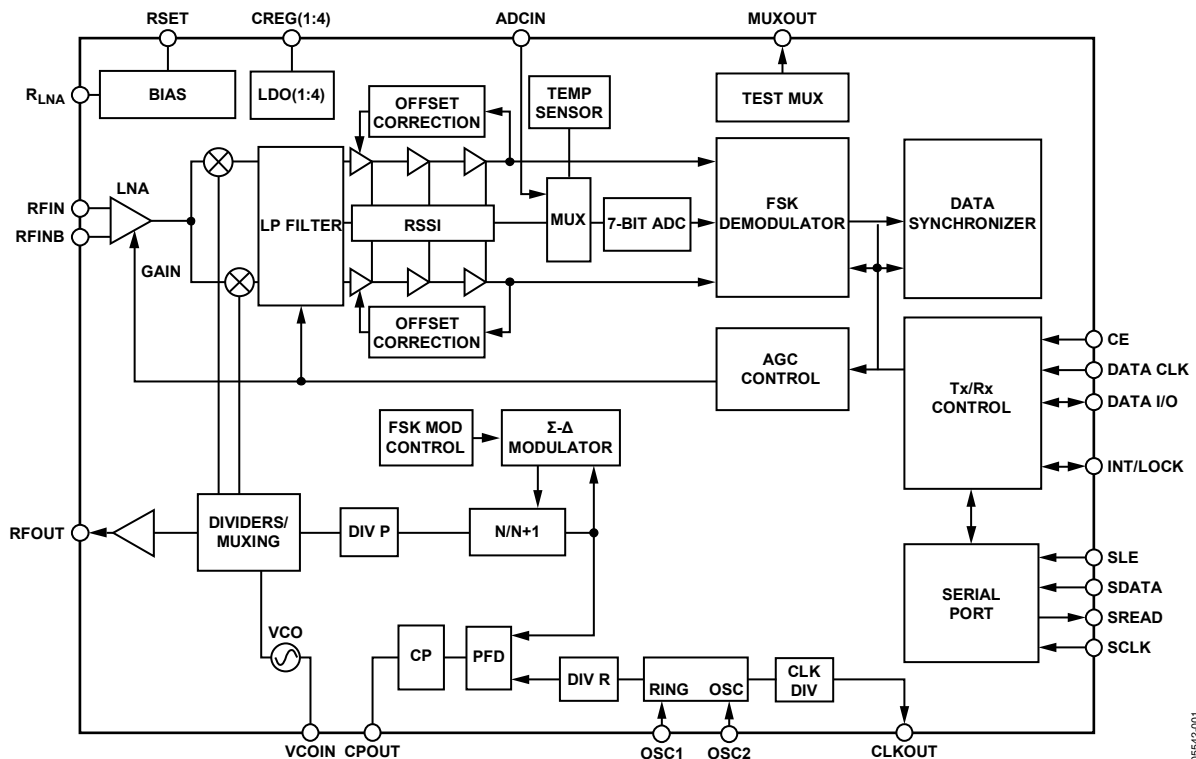 RSET
CREG(1:4)
ADCIN
MUXOUT
R_LNA
BIAS
LDO(1:4)
OFFSET
CORRECTION
TEMP
SENSOR
TEST MUX
LNA
RFIN
RFINB
GAIN
LP FILTER
RSSI
MUX
7-BIT ADC
FSK
DEMODULATOR
DATA
SYNCHRONIZER
OFFSET
CORRECTION
AGC
CONTROL
Tx/Rx
CONTROL
CE
DATA CLK
DATA I/O
INT/LOCK
FSK MOD
CONTROL
Σ-Δ
MODULATOR
RFOUT
DIVIDERS/
MUXING
DIV P
N/N+1
SERIAL
PORT
SLE
SDATA
SREAD
SCLK
VCO
CP
PFD
DIV R
RING
OSC
CLK
DIV
VCOIN
CPOUT
OSC1
OSC2
CLKOUT
05542-001